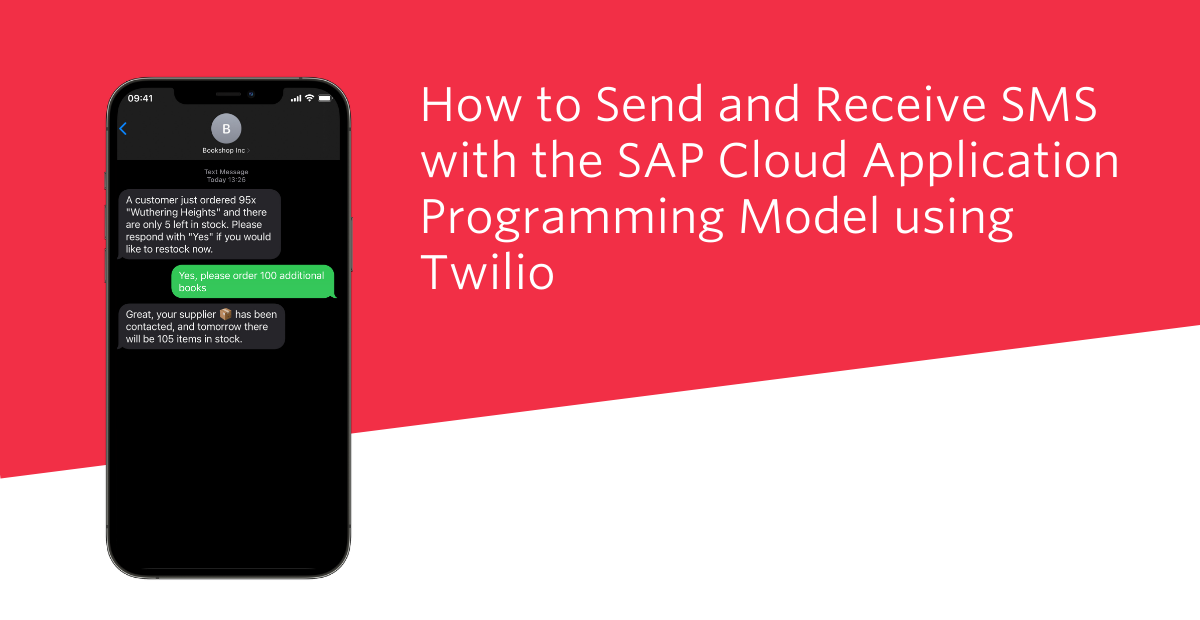 09:41
B
Bookshop Inc >
Text Message
Today 13:26
A customer just ordered 95x
"Wuthering Heights" and there
are only 5 left in stock. Please
respond with "Yes" if you would
like to restock now.
Yes, please order 100 additional
books
Great, your supplier 📦 has been
contacted, and tomorrow there
will be 105 items in stock.
How to Send and Receive SMS
with the SAP Cloud Application
Programming Model using
Twilio